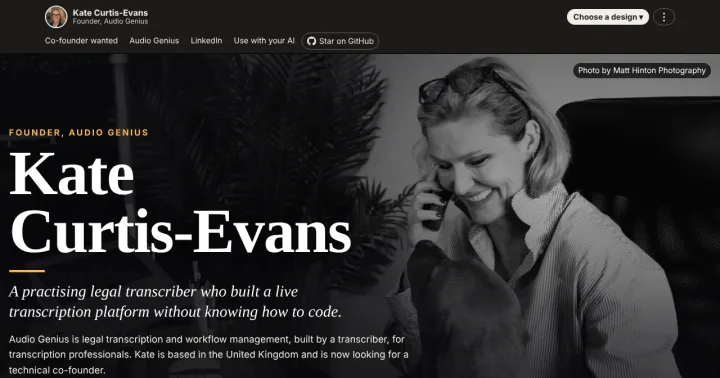 Kate Curtis-Evans
Founder, Audio Genius
Choose a design ▾
Co-founder wanted
Audio Genius
LinkedIn
Use with your AI
Star on GitHub
Photo by Matt Hinton Photography
FOUNDER, AUDIO GENIUS
Kate
Curtis-Evans
A practising legal transcriber who built a live
transcription platform without knowing how to code.
Audio Genius is legal transcription and workflow management, built by a transcriber, for
transcription professionals. Kate is based in the United Kingdom and is now looking for a
technical co-founder.